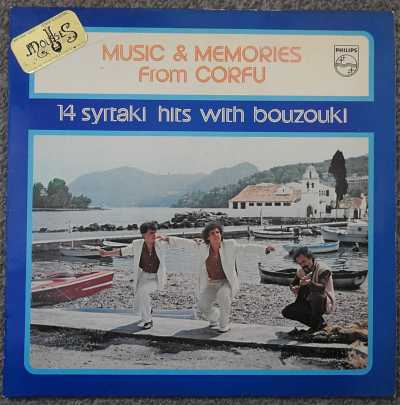 MUSIC & MEMORIES
From CORFU
PHILIPS
14 syrtaki hits with bouzouki